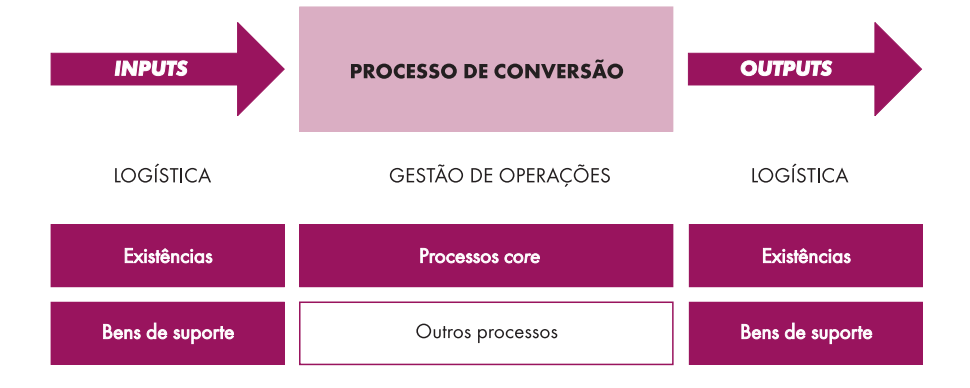 INPUTS
PROCESSO DE CONVERSÃO
OUTPUTS
LOGÍSTICA
GESTÃO DE OPERAÇÕES
LOGÍSTICA
Existências
Processos core
Existências
Bens de suporte
Outros processos
Bens de suporte